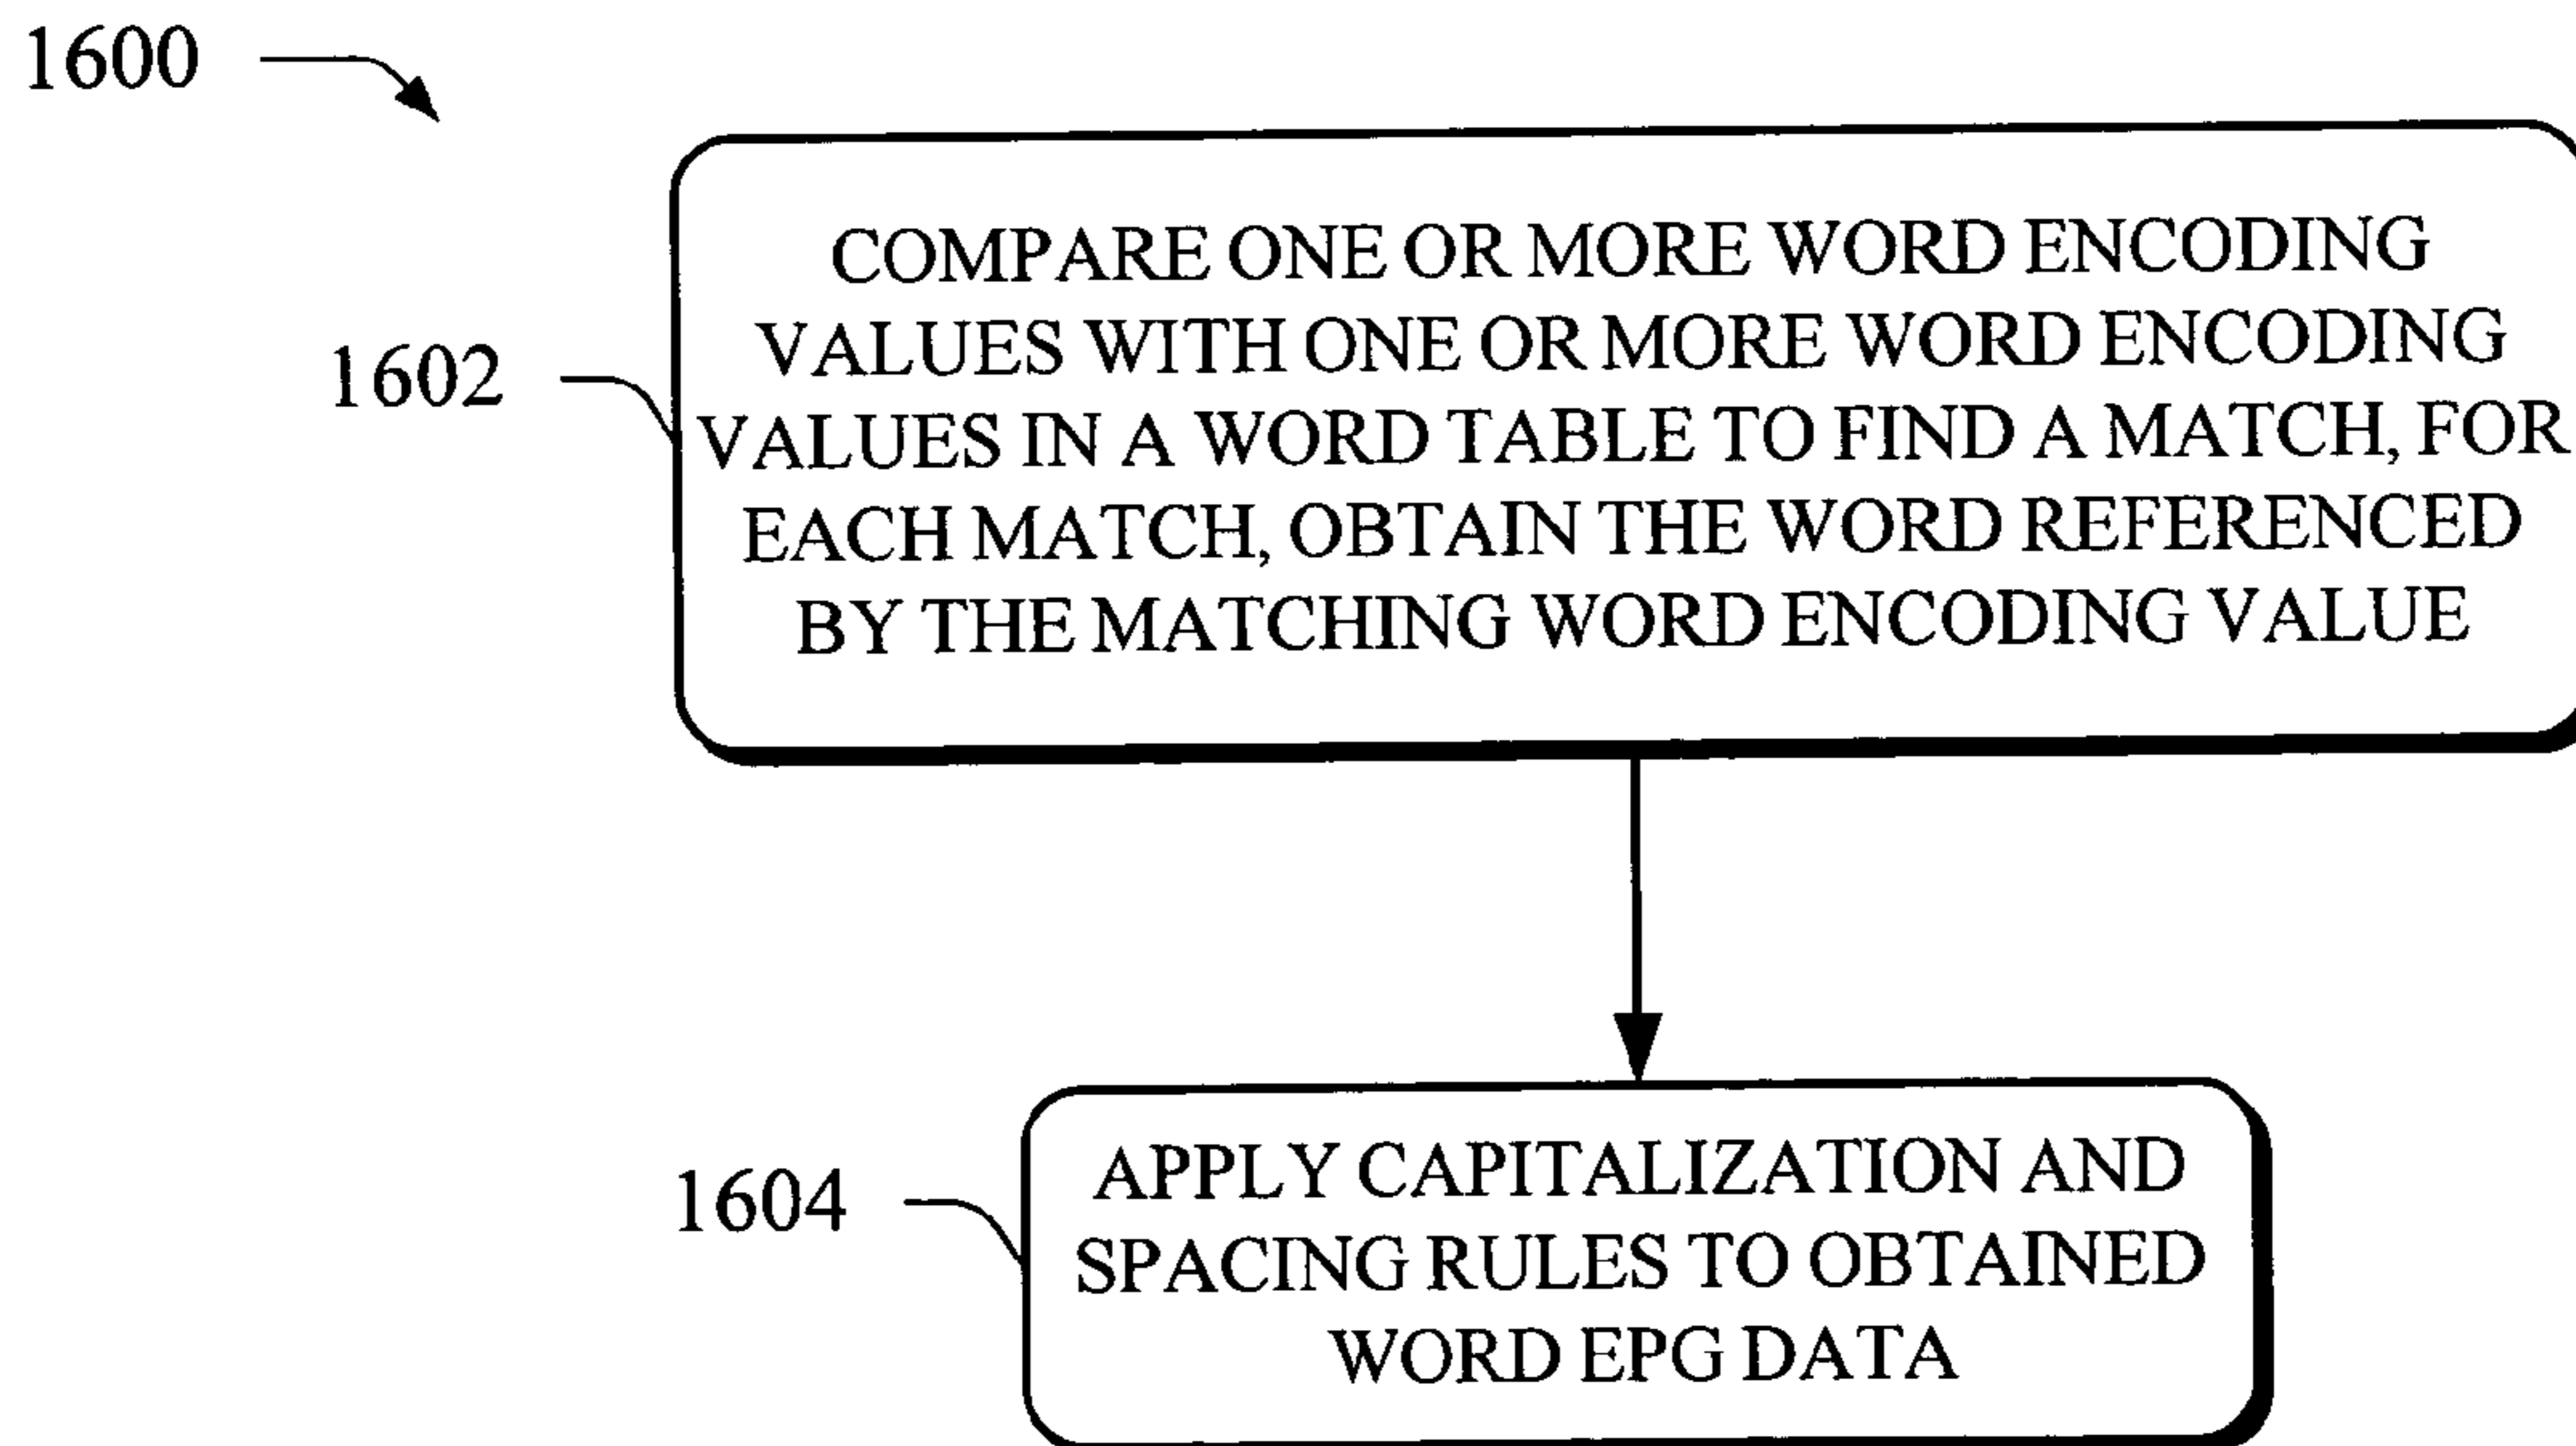 1600
COMPARE ONE OR MORE WORD ENCODING
VALUES WITH ONE OR MORE WORD ENCODING
1602
VALUES IN A WORD TABLE TO FIND A MATCH, FOR
EACH MATCH, OBTAIN THE WORD REFERENCED
BY THE MATCHING WORD ENCODING VALUE
1604
APPLY CAPITALIZATION AND
SPACING RULES TO OBTAINED
WORD EPG DATA